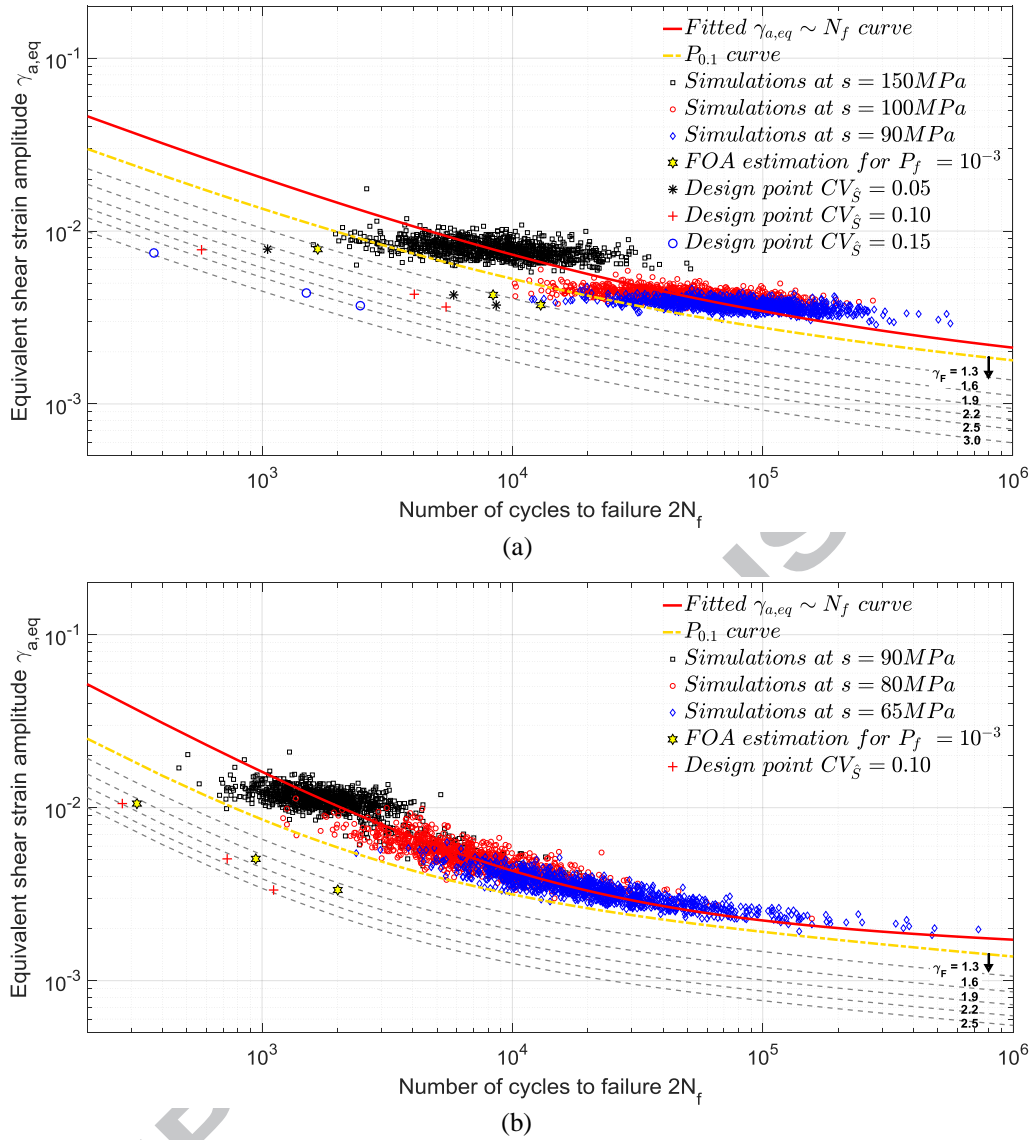 Equivalent shear strain amplitude γa,eq
10^-1
10^-2
10^-3
Fitted γa,eq ∼ Nf curve
P0.1 curve
Simulations at s = 150MPa
Simulations at s = 100MPa
Simulations at s = 90MPa
FOA estimation for Pf = 10^-3
Design point CVŜ = 0.05
Design point CVŜ = 0.10
Design point CVŜ = 0.15
γF = 1.3
1.6
1.9
2.2
2.5
3.0
10^3 10^4 10^5 10^6
Number of cycles to failure 2Nf
(a)
Equivalent shear strain amplitude γa,eq
10^-1
10^-2
10^-3
Fitted γa,eq ∼ Nf curve
P0.1 curve
Simulations at s = 90MPa
Simulations at s = 80MPa
Simulations at s = 65MPa
FOA estimation for Pf = 10^-3
Design point CVŜ = 0.10
γF = 1.3
1.6
1.9
2.2
2.5
10^3 10^4 10^5 10^6
Number of cycles to failure 2Nf
(b)